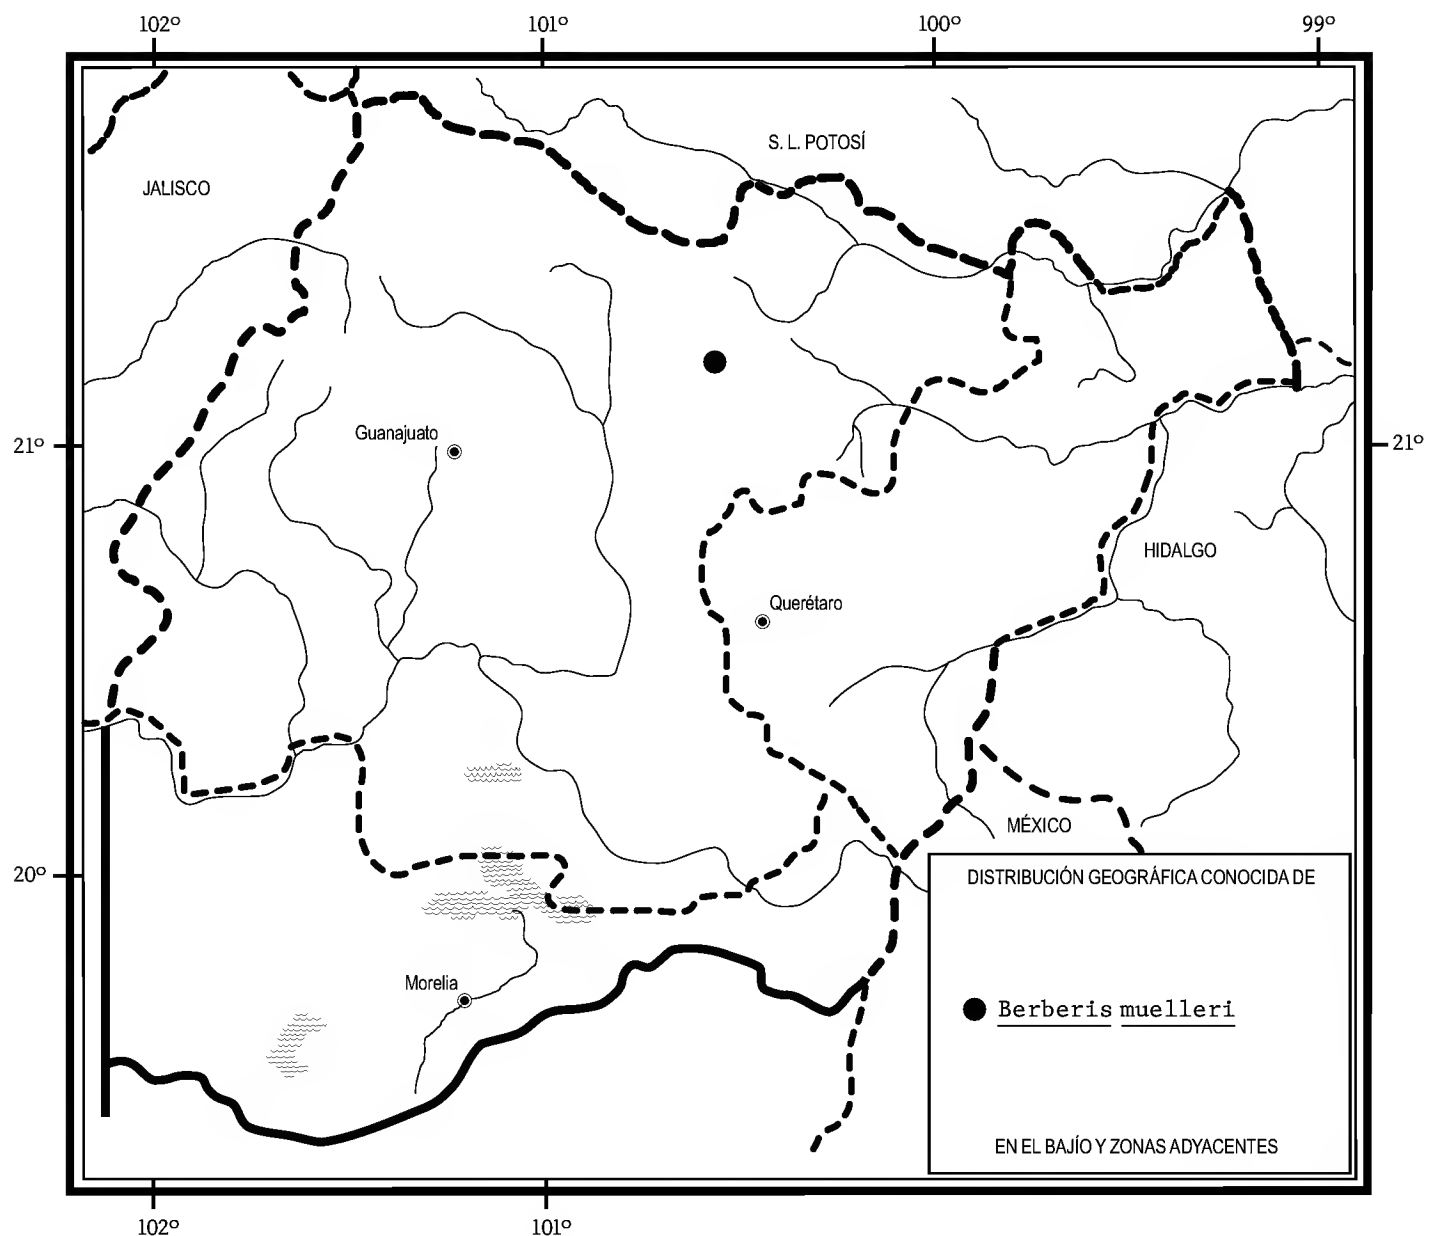 102º 101º 100º 99º
S. L. POTOSÍ
JALISCO
Guanajuato
21º 21º
HIDALGO
Querétaro
MÉXICO
20º
DISTRIBUCIÓN GEOGRÁFICA CONOCIDA DE
Morelia
Berberis muelleri
EN EL BAJÍO Y ZONAS ADYACENTES
102º 101º